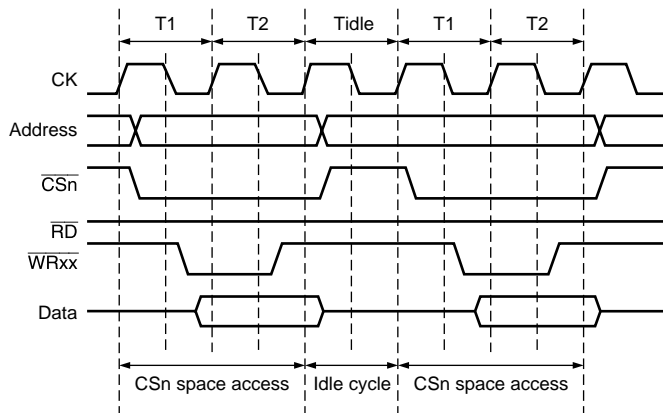 T1 T2 Tidle T1 T2
CK
Address
CSn
RD
WRxx
Data
CSn space access Idle cycle CSn space access